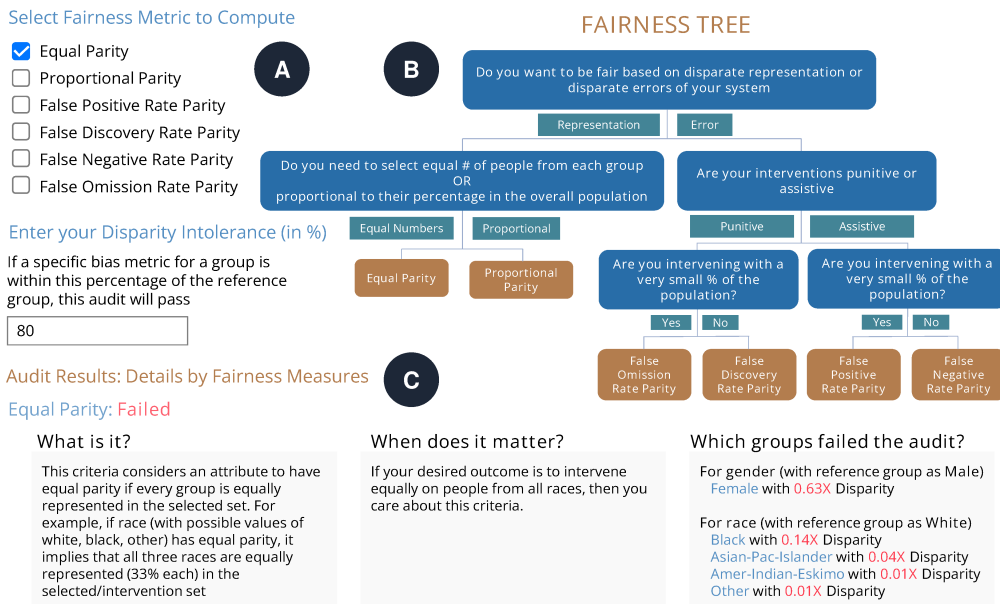 Select Fairness Metric to Compute
Equal Parity
Proportional Parity
False Positive Rate Parity
False Discovery Rate Parity
False Negative Rate Parity
False Omission Rate Parity
Enter your Disparity Intolerance (in %)
If a specific bias metric for a group is
within this percentage of the reference
group, this audit will pass
80
A
B
FAIRNESS TREE
Do you want to be fair based on disparate representation or
disparate errors of your system
Representation
Error
Do you need to select equal # of people from each group
OR
proportional to their percentage in the overall population
Are your interventions punitive or
assistive
Equal Numbers
Proportional
Punitive
Assistive
Equal Parity
Proportional
Parity
Are you intervening with a
very small % of the
population?
Are you intervening with a
very small % of the
population?
Yes
No
Yes
No
False
Omission
Rate Parity
False
Discovery
Rate Parity
False
Positive
Rate Parity
False
Negative
Rate Parity
Audit Results: Details by Fairness Measures
C
Equal Parity: Failed
What is it?
This criteria considers an attribute to have
equal parity if every group is equally
represented in the selected set. For
example, if race (with possible values of
white, black, other) has equal parity, it
implies that all three races are equally
represented (33% each) in the
selected/intervention set
When does it matter?
If your desired outcome is to intervene
equally on people from all races, then you
care about this criteria.
Which groups failed the audit?
For gender (with reference group as Male)
Female with 0.63X Disparity
For race (with reference group as White)
Black with 0.14X Disparity
Asian-Pac-Islander with 0.04X Disparity
Amer-Indian-Eskimo with 0.01X Disparity
Other with 0.01X Disparity